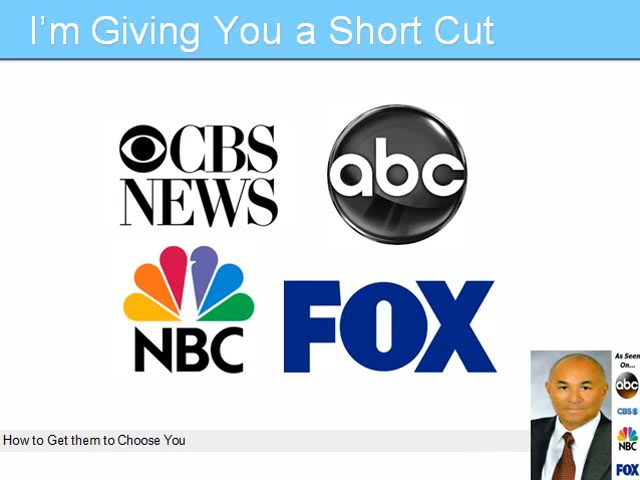 I'm Giving You a Short Cut
CBS
NEWS
abc
NBC
FOX
As Seen
On...
abc
CBS
NBC
FOX
How to Get them to Choose You